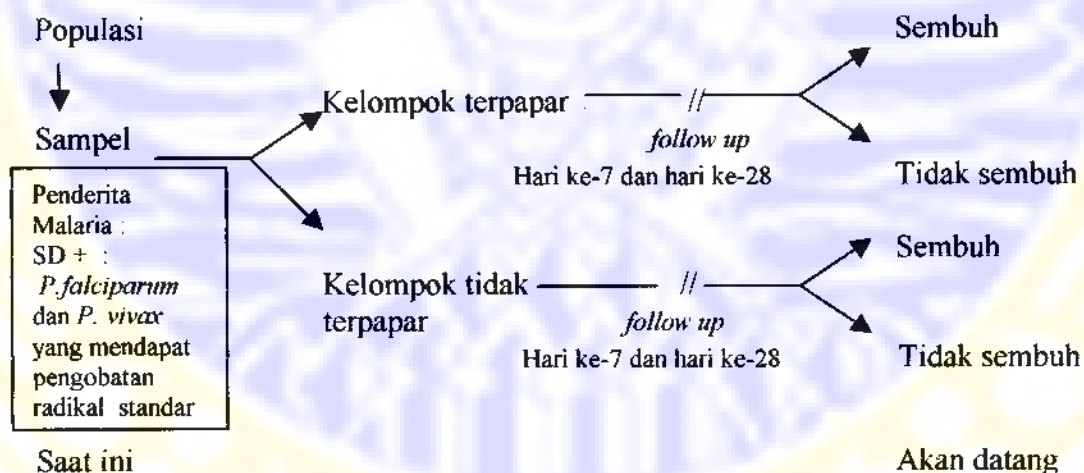 Populasi
Sampel
Penderita
Malaria :
SD + :
P.falciparum
dan P. vivax
yang mendapat
pengobatan
radikal standar
Saat ini
Kelompok terpapar
//
follow up
Hari ke-7 dan hari ke-28
Sembuh
Tidak sembuh
Kelompok tidak
terpapar
//
follow up
Hari ke-7 dan hari ke-28
Sembuh
Tidak sembuh
Akan datang